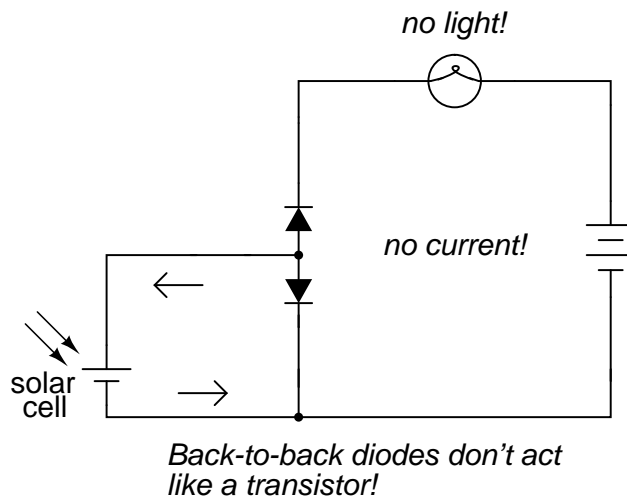 no light!
no current!
solar
cell
Back-to-back diodes don't act
like a transistor!